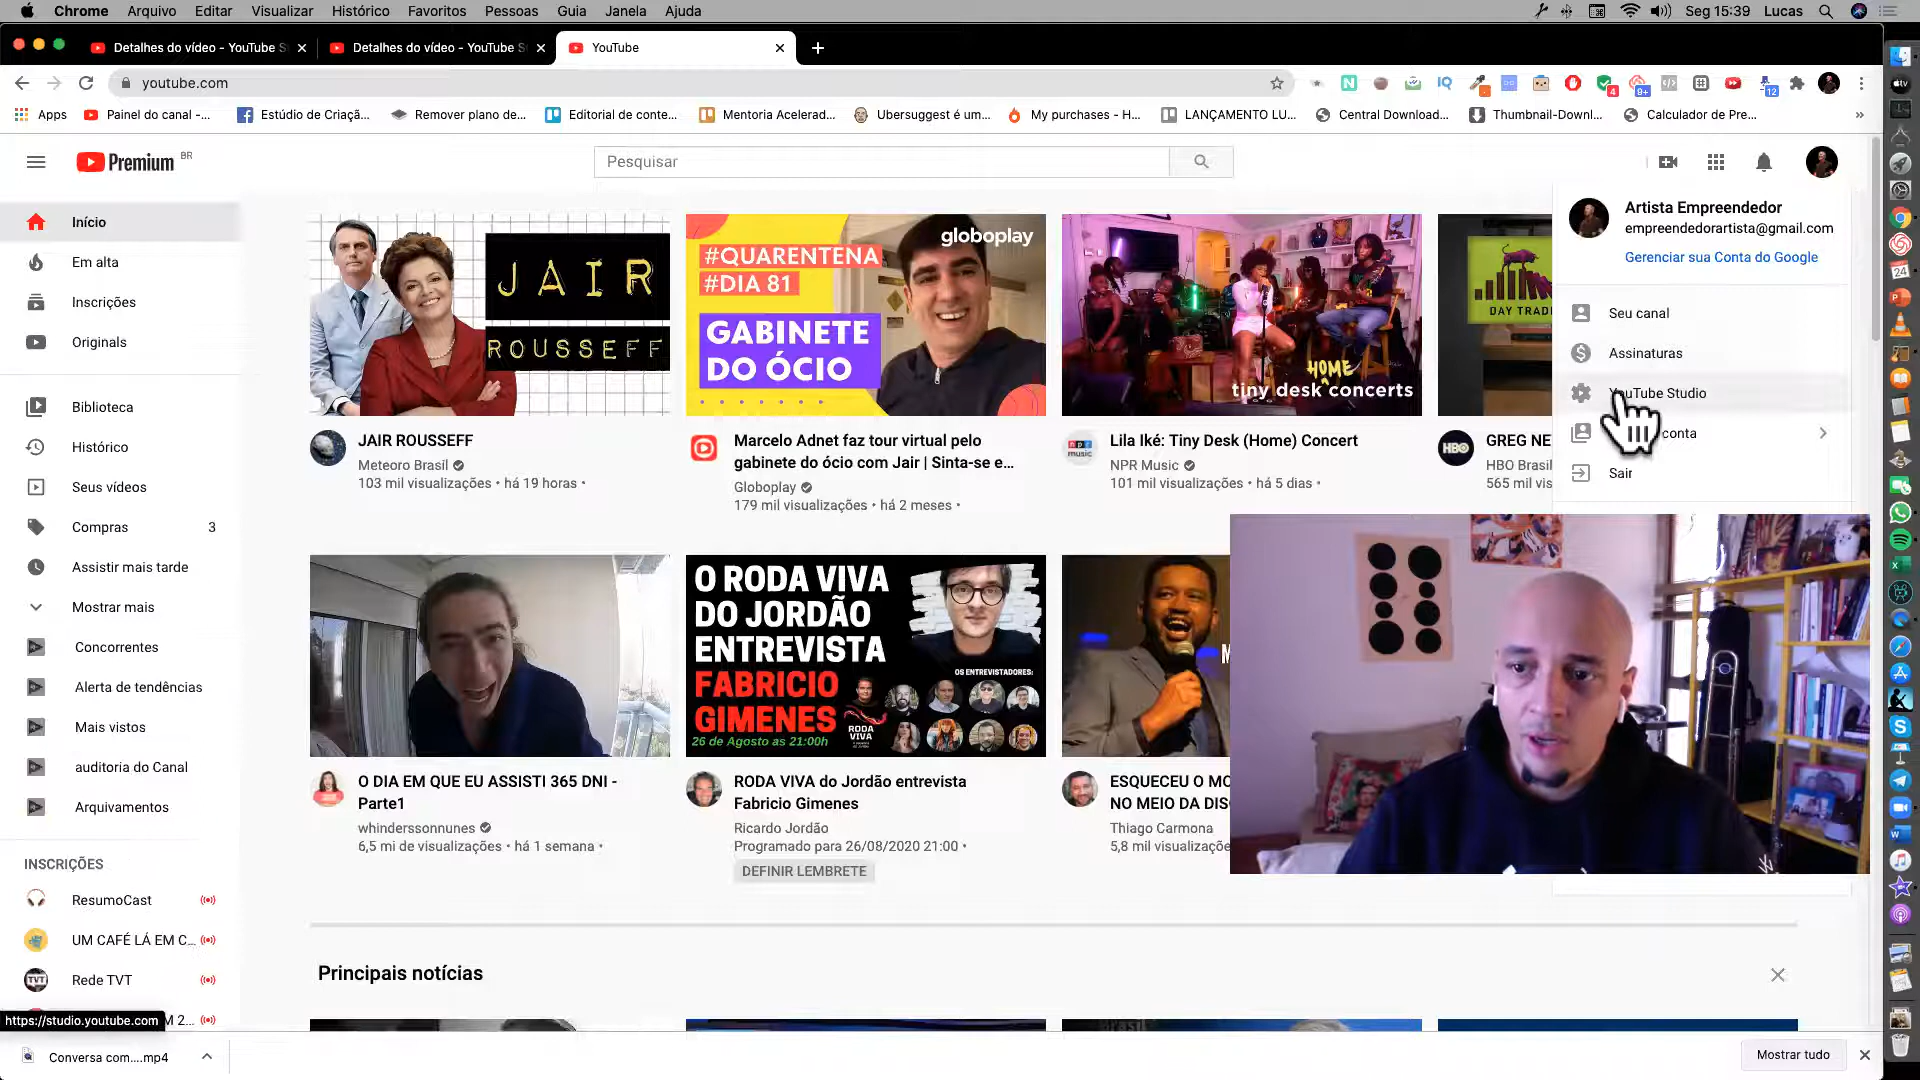 Chrome Arquivo Editar Visualizar Histórico Favoritos Pessoas Guia Janela Ajuda
Seg 15:39 Lucas
Detalhes do vídeo - YouTube S
Detalhes do vídeo - YouTube S
YouTube
youtube.com
4
9+
12
Apps
Painel do canal -...
Estúdio de Criaçã...
Remover plano de...
Editorial de conte...
Mentoria Acelerad...
Ubersuggest é um...
My purchases - H...
LANÇAMENTO LU...
Central Download...
Thumbnail-Downl...
Calculador de Pre...
Premium BR
Pesquisar
Início
Em alta
Inscrições
Originals
Biblioteca
Histórico
Seus vídeos
Compras 3
Assistir mais tarde
Mostrar mais
Concorrentes
Alerta de tendências
Mais vistos
auditoria do Canal
Arquivamentos
INSCRIÇÕES
ResumoCast
UM CAFÉ LÁ EM C...
Rede TVT
M 2...
https://studio.youtube.com
JAIR
ROUSSEFF
JAIR ROUSSEFF
Meteoro Brasil
103 mil visualizações • há 19 horas •
#QUARENTENA
#DIA 81
GABINETE
DO ÓCIO
globoplay
Marcelo Adnet faz tour virtual pelo
gabinete do ócio com Jair | Sinta-se e...
Globoplay
179 mil visualizações • há 2 meses •
HOME
tiny desk concerts
npr
music
Lila Iké: Tiny Desk (Home) Concert
NPR Music
101 mil visualizações • há 5 dias •
DAY TRAD
HBO
GREG NE
HBO Brasil
565 mil vis
Artista Empreendedor
empreendedorartista@gmail.com
Gerenciar sua Conta do Google
Seu canal
Assinaturas
YouTube Studio
conta
Sair
O DIA EM QUE EU ASSISTI 365 DNI -
Parte1
whinderssonnunes
6,5 mi de visualizações • há 1 semana •
O RODA VIVA
DO JORDÃO
ENTREVISTA
FABRICIO
GIMENES
26 de Agosto as 21:00h
OS ENTREVISTADORES:
RODA
VIVA
RODA VIVA do Jordão entrevista
Fabricio Gimenes
Ricardo Jordão
Programado para 26/08/2020 21:00 •
DEFINIR LEMBRETE
M
ESQUECEU O MO
NO MEIO DA DIS
Thiago Carmona
5,8 mil visualizaçõe
Principais notícias
Brasil
Conversa com....mp4
Mostrar tudo